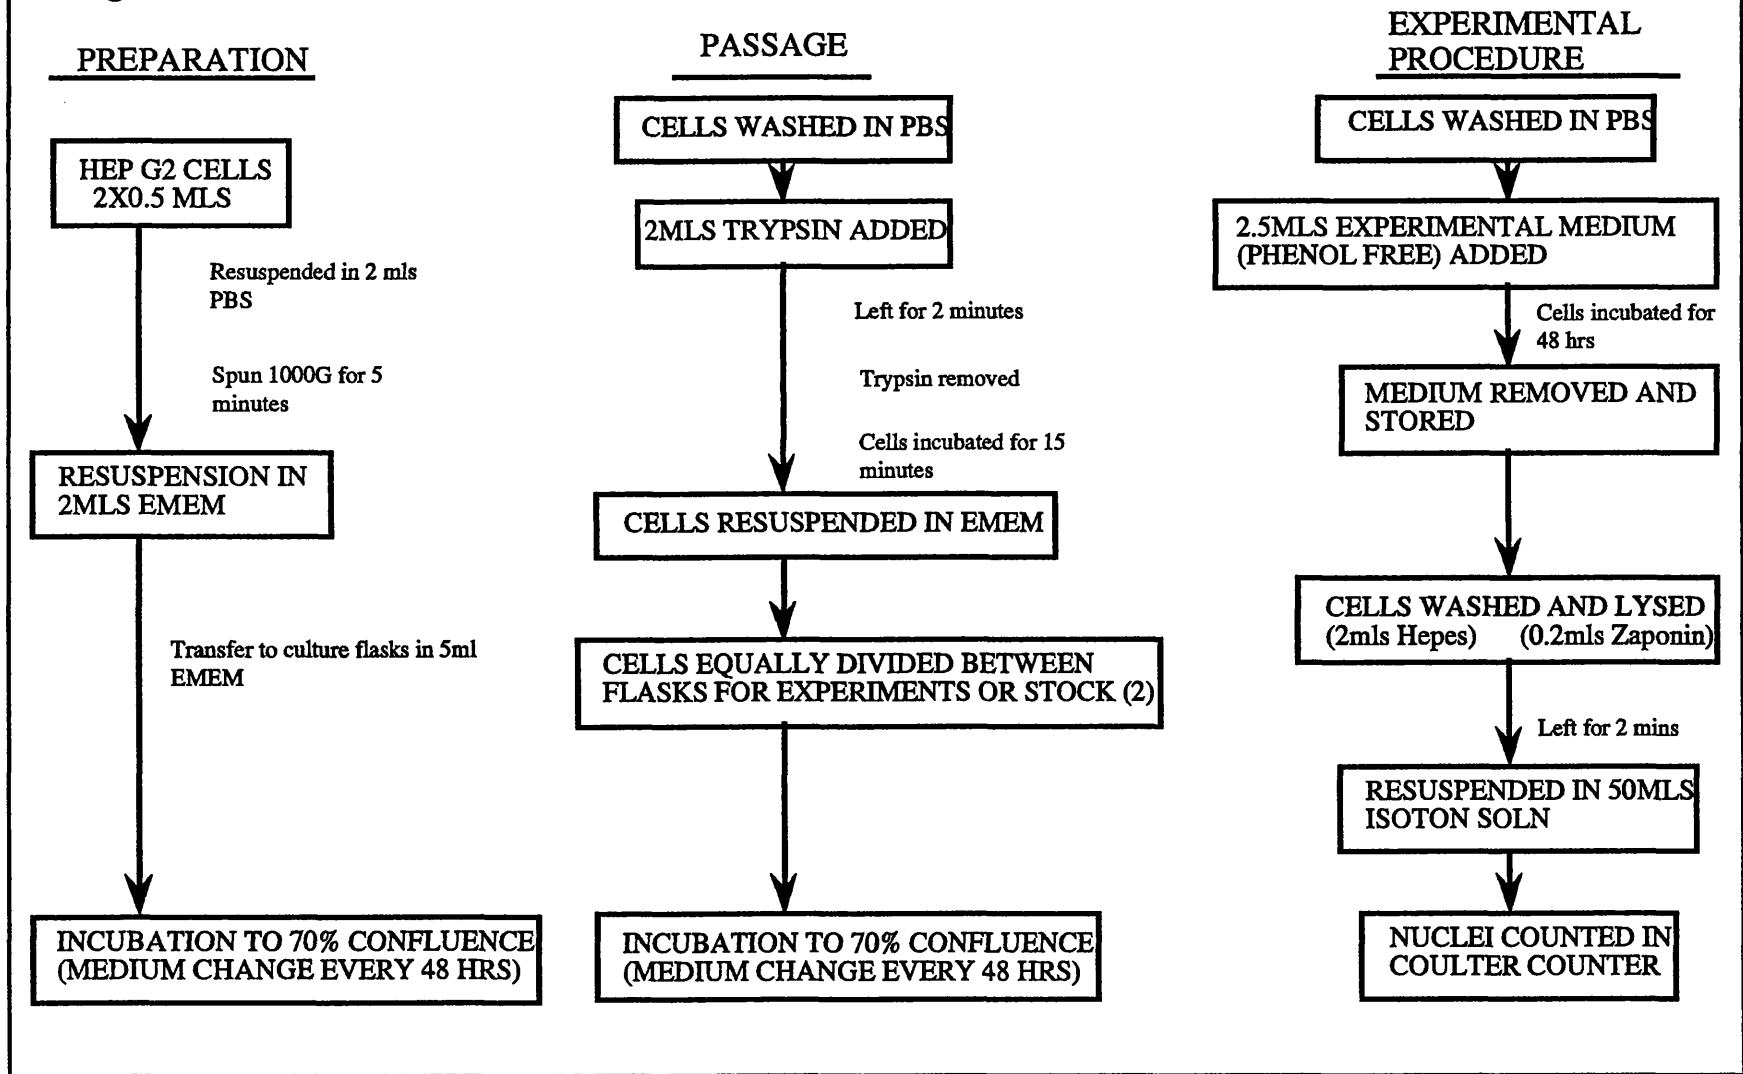 PREPARATION
HEP G2 CELLS
2X0.5 MLS
Resuspended in 2 mls
PBS
Spun 1000G for 5
minutes
RESUSPENSION IN
2MLS EMEM
Transfer to culture flasks in 5ml
EMEM
INCUBATION TO 70% CONFLUENCE
(MEDIUM CHANGE EVERY 48 HRS)
PASSAGE
CELLS WASHED IN PBS
2MLS TRYPSIN ADDED
Left for 2 minutes
Trypsin removed
Cells incubated for 15
minutes
CELLS RESUSPENDED IN EMEM
CELLS EQUALLY DIVIDED BETWEEN
FLASKS FOR EXPERIMENTS OR STOCK (2)
INCUBATION TO 70% CONFLUENCE
(MEDIUM CHANGE EVERY 48 HRS)
EXPERIMENTAL
PROCEDURE
CELLS WASHED IN PBS
2.5MLS EXPERIMENTAL MEDIUM
(PHENOL FREE) ADDED
Cells incubated for
48 hrs
MEDIUM REMOVED AND
STORED
CELLS WASHED AND LYSED
(2mls Hepes) (0.2mls Zaponin)
Left for 2 mins
RESUSPENDED IN 50MLS
ISOTON SOLN
NUCLEI COUNTED IN
COULTER COUNTER